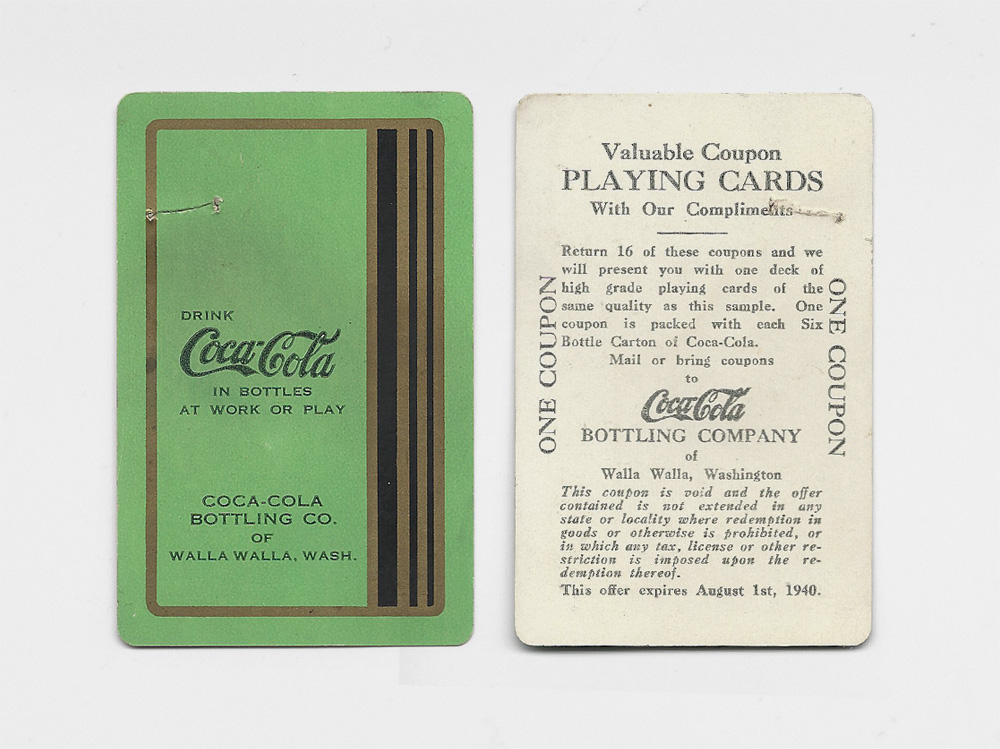 DRINK
Coca-Cola
IN BOTTLES
AT WORK OR PLAY
COCA-COLA
BOTTLING CO.
OF
WALLA WALLA, WASH.
Valuable Coupon
PLAYING CARDS
With Our Compliments
Return 16 of these coupons and we
will present you with one deck of
high grade playing cards of the
same quality as this sample. One
coupon is packed with each Six
Bottle Carton of Coca-Cola.
Mail or bring coupons
to
Coca-Cola
BOTTLING COMPANY
of
Walla Walla, Washington
This coupon is void and the offer
contained is not extended in any
state or locality where redemption in
goods or otherwise is prohibited, or
in which any tax, license or other re-
striction is imposed upon the re-
demption thereof.
This offer expires August 1st, 1940.
ONE COUPON
ONE COUPON